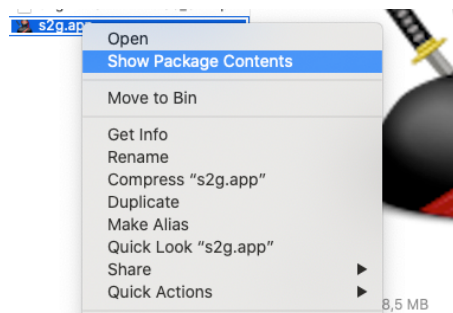 s2g.app
Open
Show Package Contents
Move to Bin
Get Info
Rename
Compress “s2g.app”
Duplicate
Make Alias
Quick Look “s2g.app”
Share
Quick Actions
8,5 MB